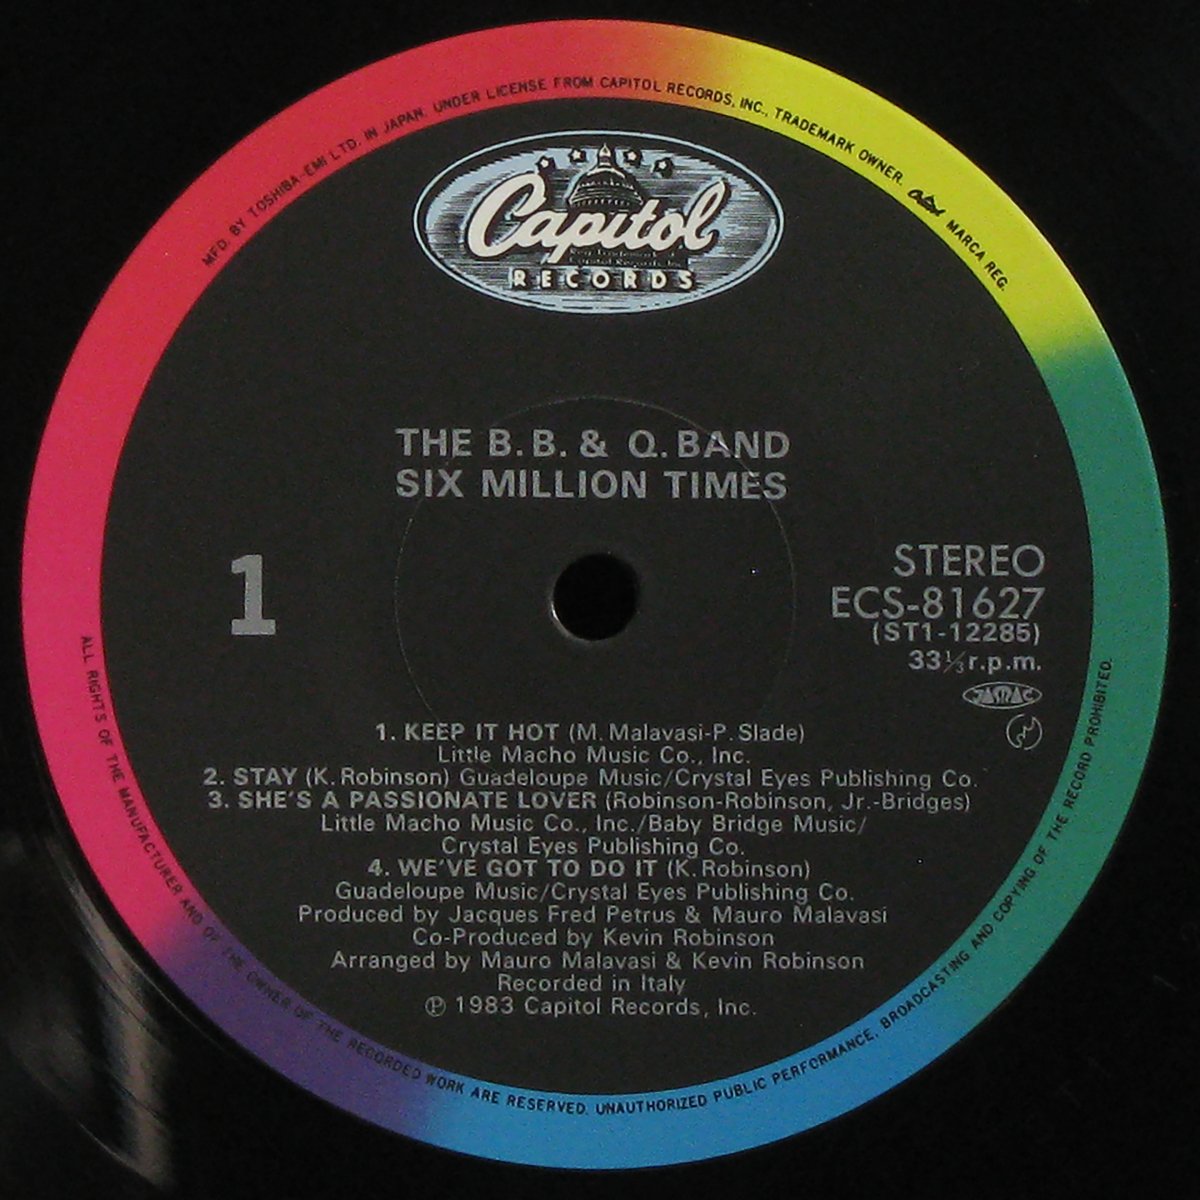 MFD. BY TOSHIBA-EMI LTD. IN JAPAN. UNDER LICENSE FROM CAPITOL RECORDS, INC., TRADEMARK OWNER. Capitol MARCA REG.
Capitol
Reg. Trademark
Capitol Records, Inc.
RECORDS
THE B.B. & Q. BAND
SIX MILLION TIMES
1
STEREO
ECS-81627
(ST1-12285)
33⅓ r.p.m.
JASRAC
1. KEEP IT HOT (M. Malavasi-P. Slade)
Little Macho Music Co., Inc.
2. STAY (K. Robinson) Guadeloupe Music/Crystal Eyes Publishing Co.
3. SHE'S A PASSIONATE LOVER (Robinson-Robinson, Jr.-Bridges)
Little Macho Music Co., Inc./Baby Bridge Music/
Crystal Eyes Publishing Co.
4. WE'VE GOT TO DO IT (K. Robinson)
Guadeloupe Music/Crystal Eyes Publishing Co.
Produced by Jacques Fred Petrus & Mauro Malavasi
Co-Produced by Kevin Robinson
Arranged by Mauro Malavasi & Kevin Robinson
Recorded in Italy
℗ 1983 Capitol Records, Inc.
ALL RIGHTS OF THE MANUFACTURER AND OF THE OWNER OF THE RECORDED WORK ARE RESERVED. UNAUTHORIZED PUBLIC PERFORMANCE, BROADCASTING AND COPYING OF THE RECORD PROHIBITED.